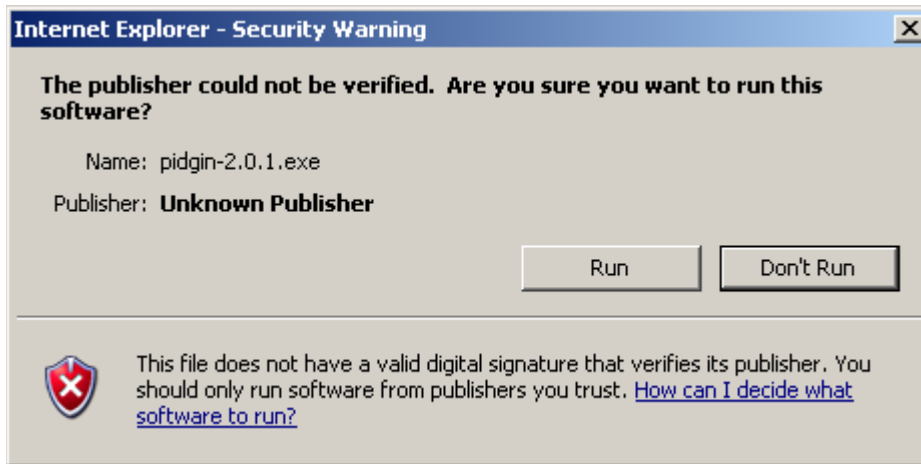 Internet Explorer - Security Warning
The publisher could not be verified.  Are you sure you want to run this
software?
Name: pidgin-2.0.1.exe
Publisher: Unknown Publisher
Run Don't Run
This file does not have a valid digital signature that verifies its publisher. You
should only run software from publishers you trust. How can I decide what
software to run?